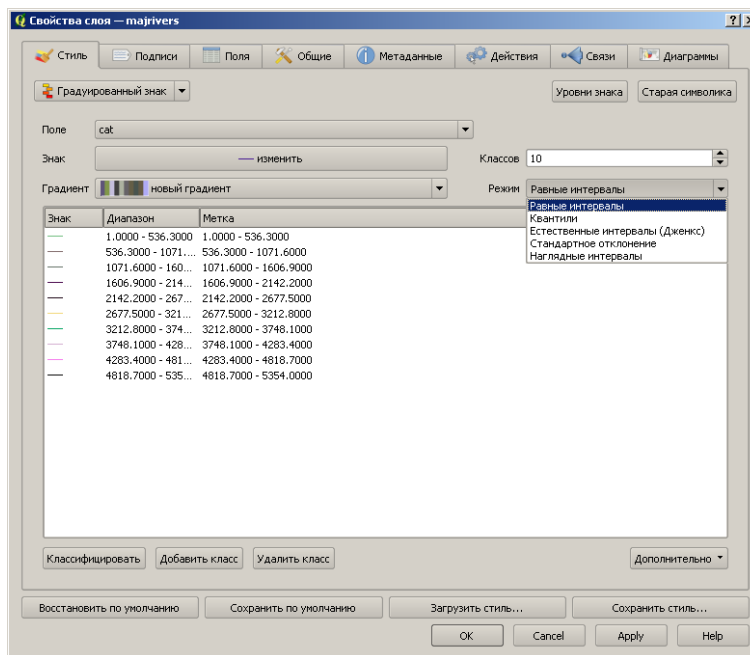 Свойства слоя — majrivers
Стиль Подписи Поля Общие Метаданные Действия Связи Диаграммы
Градуированный знак Уровни знака Старая символика
Поле cat
Знак изменить Классов 10
Градиент новый градиент Режим Равные интервалы
Равные интервалы
Квантили
Естественные интервалы (Дженкс)
Стандартное отклонение
Наглядные интервалы
Знак Диапазон Метка
1.0000 - 536.3000 1.0000 - 536.3000
536.3000 - 1071.... 536.3000 - 1071.6000
1071.6000 - 160... 1071.6000 - 1606.9000
1606.9000 - 214... 1606.9000 - 2142.2000
2142.2000 - 267... 2142.2000 - 2677.5000
2677.5000 - 321... 2677.5000 - 3212.8000
3212.8000 - 374... 3212.8000 - 3748.1000
3748.1000 - 428... 3748.1000 - 4283.4000
4283.4000 - 481... 4283.4000 - 4818.7000
4818.7000 - 535... 4818.7000 - 5354.0000
Классифицировать Добавить класс Удалить класс Дополнительно
Восстановить по умолчанию Сохранить по умолчанию Загрузить стиль... Сохранить стиль...
OK Cancel Apply Help